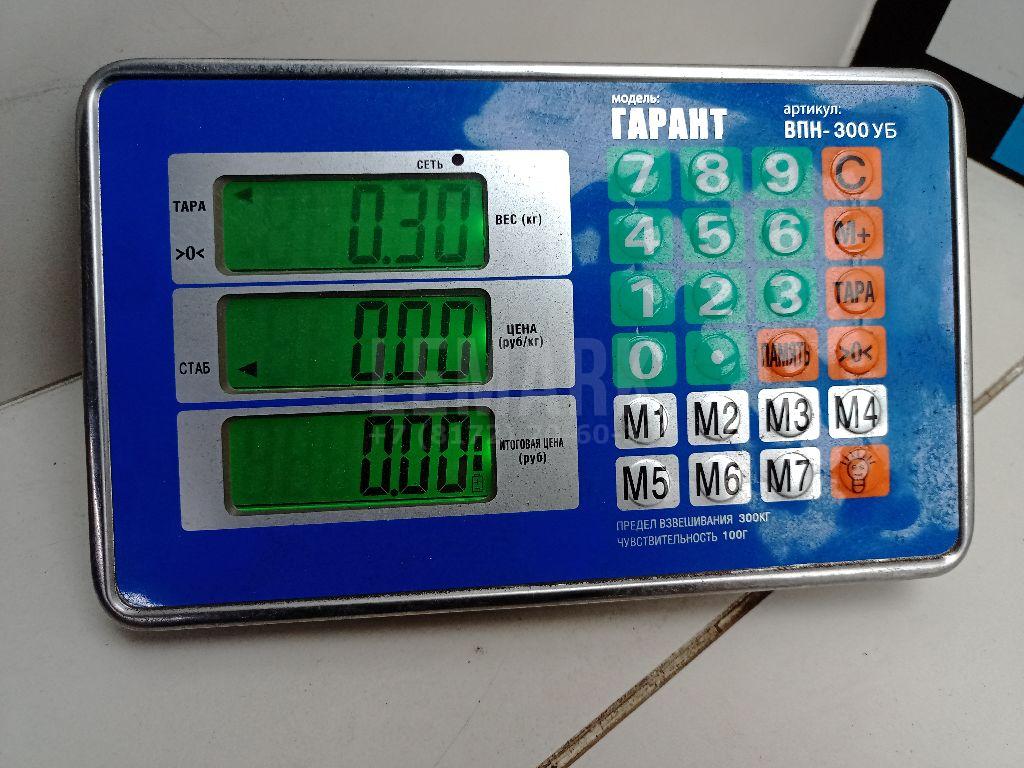 модель:
ГАРАНТ
артикул:
ВПН-300УБ
СЕТЬ
ТАРА
>0<
0.30
ВЕС (кг)
СТАБ
0.00
ЦЕНА
(руб/кг)
0.00
ИТОГОВАЯ ЦЕНА
(руб)
7 8 9 C
4 5 6 M+
1 2 3 ТАРА
0 . ПАМЯТЬ >0<
M1 M2 M3 M4
M5 M6 M7
ПРЕДЕЛ ВЗВЕШИВАНИЯ 300КГ
ЧУВСТВИТЕЛЬНОСТЬ 100Г